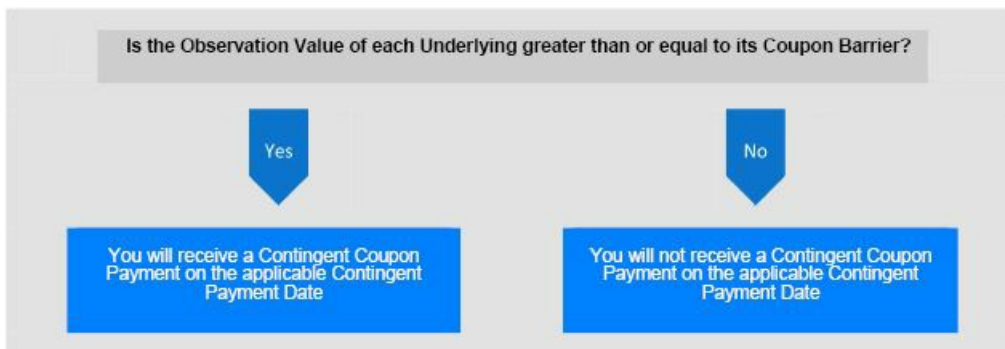 Is the Observation Value of each Underlying greater than or equal to its Coupon Barrier?
Yes
No
You will receive a Contingent Coupon
Payment on the applicable Contingent
Payment Date
You will not receive a Contingent Coupon
Payment on the applicable Contingent
Payment Date